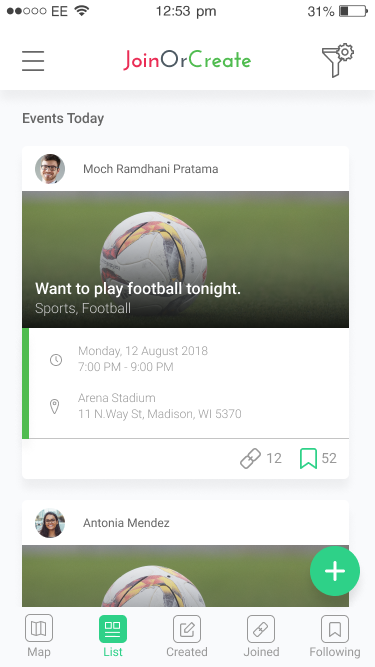 EE 12:53 pm 31%
JoinOrCreate
Events Today
Moch Ramdhani Pratama
Want to play football tonight.
Sports, Football
Monday, 12 August 2018
7:00 PM - 9:00 PM
Arena Stadium
11 N.Way St, Madison, WI 5370
12 52
Antonia Mendez
Map List Created Joined Following